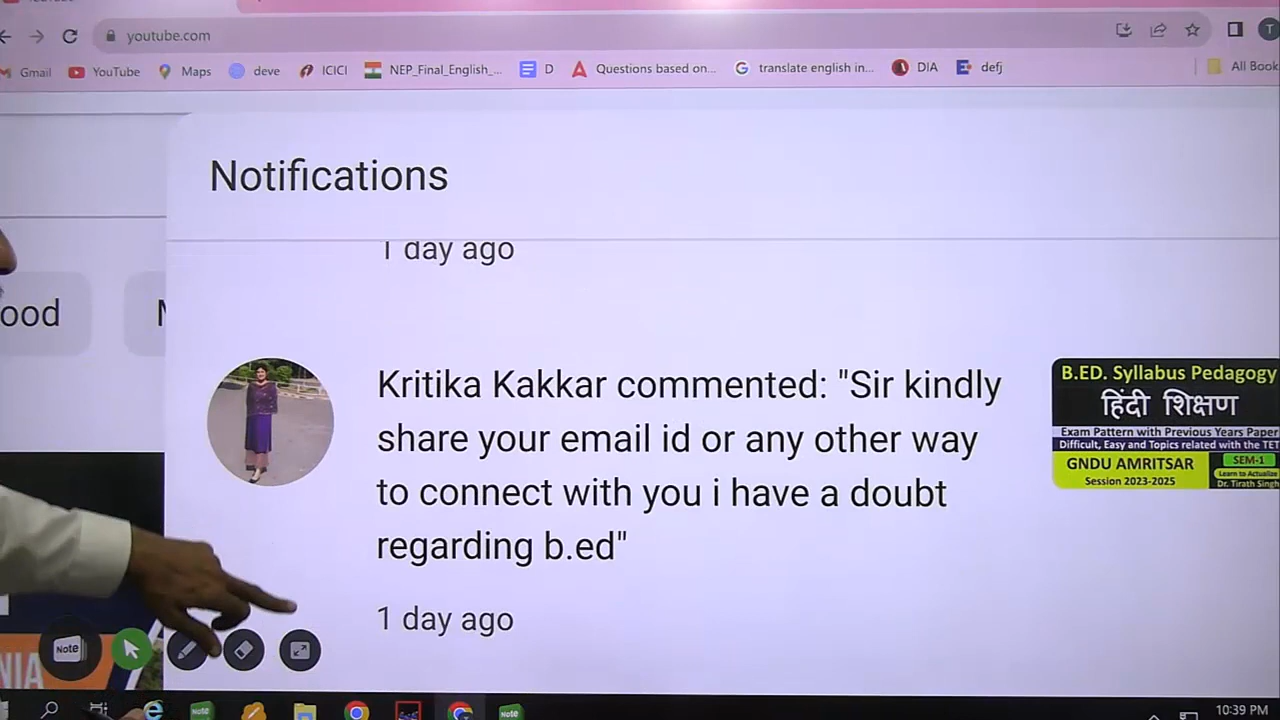 youtube.com
T
Gmail
YouTube
Maps
deve
ICICI
NEP_Final_English_...
D
Questions based on...
translate english in...
DIA
defj
All Book
Notifications
1 day ago
ood
Kritika Kakkar commented: "Sir kindly
share your email id or any other way
to connect with you i have a doubt
regarding b.ed"
1 day ago
B.ED. Syllabus Pedagogy
हिंदी शिक्षण
Exam Pattern with Previous Years Paper
Difficult, Easy and Topics related with the TET
GNDU AMRITSAR
Session 2023-2025
SEM-1
Learn to Actualize
Dr. Tirath Singh
Note
NIA
Note
Note
10:39 PM